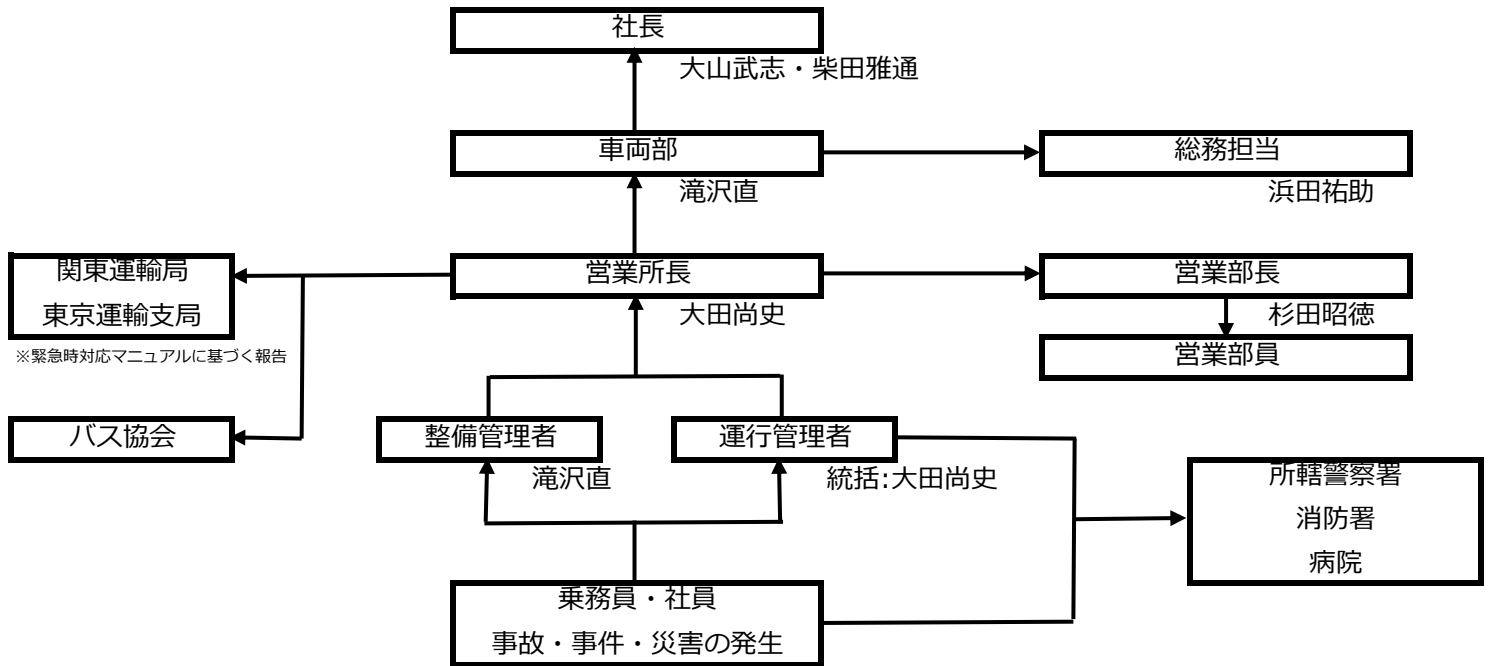 社長
大山武志・柴田雅通
車両部
総務担当
滝沢直
浜田祐助
関東運輸局
東京運輸支局
営業所長
営業部長
大田尚史
杉田昭徳
※緊急時対応マニュアルに基づく報告
営業部員
バス協会
整備管理者
運行管理者
滝沢直
統括:大田尚史
所轄警察署
消防署
病院
乗務員・社員
事故・事件・災害の発生